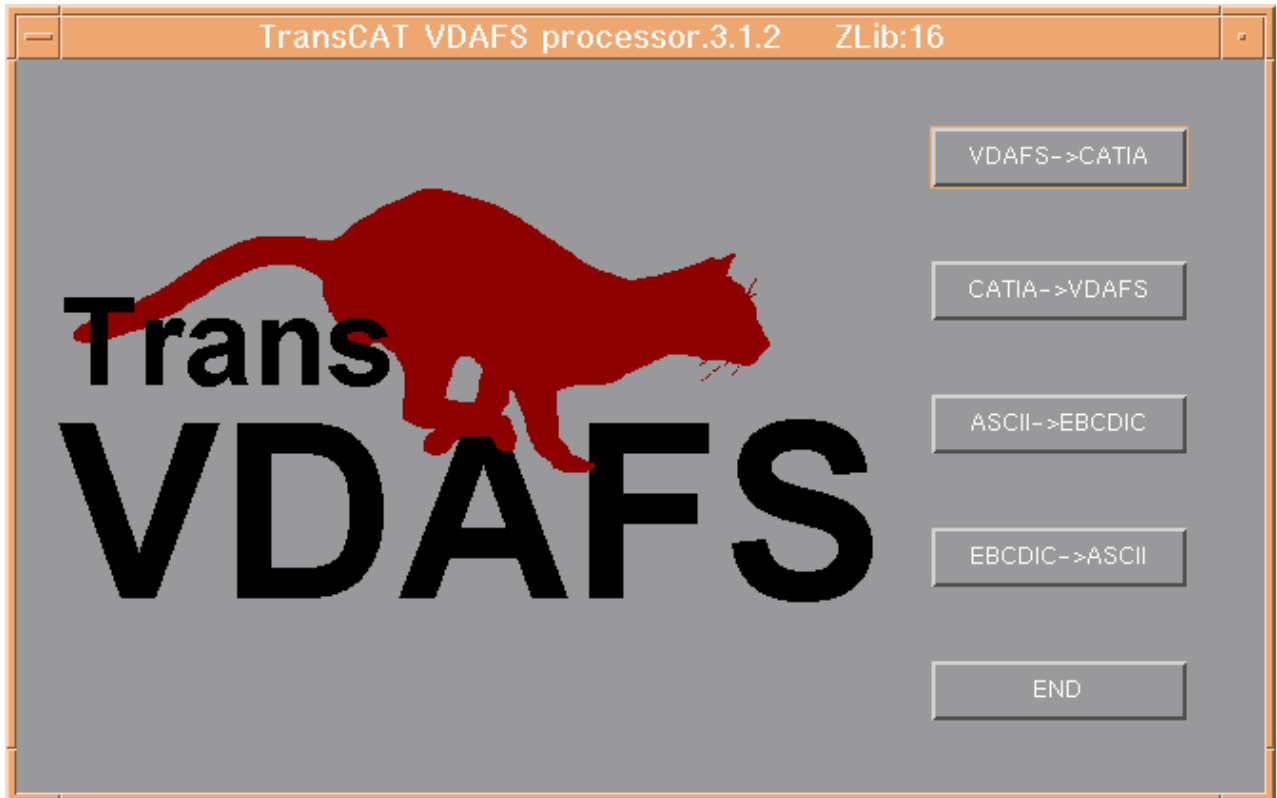 TransCAT VDAFS processor.3.1.2 ZLib:16
VDAFS->CATIA
CATIA->VDAFS
Trans
VDAFS
ASCII->EBCDIC
EBCDIC->ASCII
END